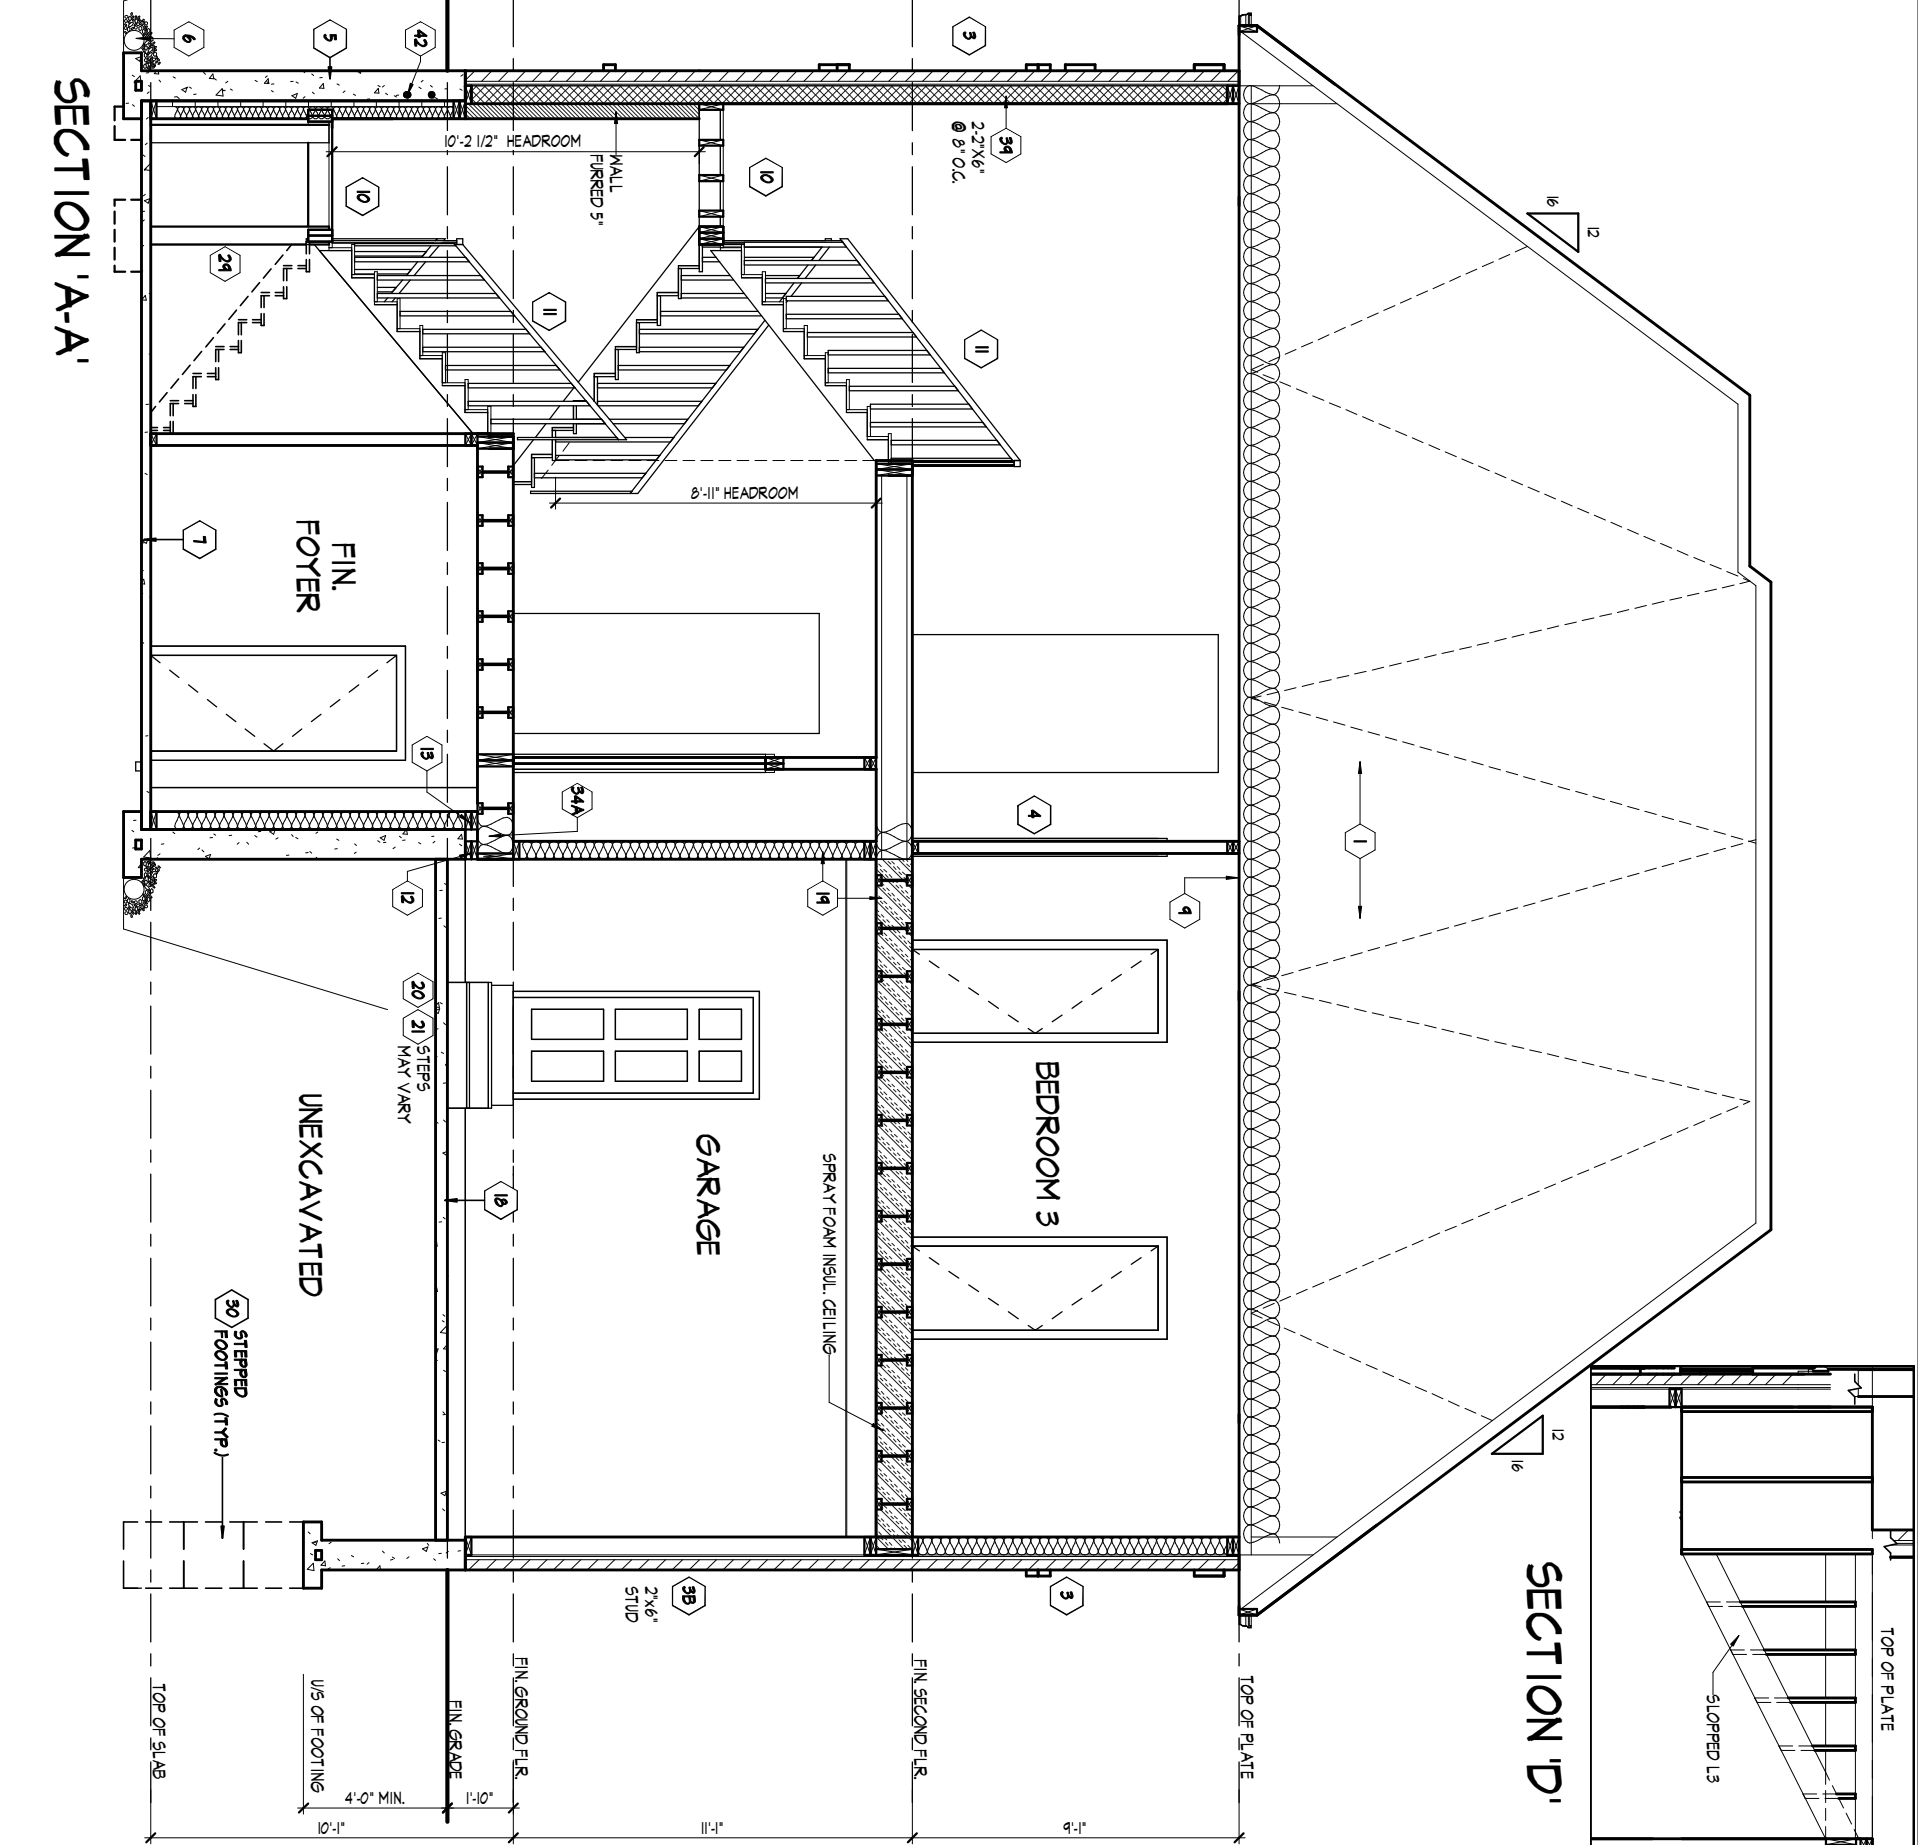 SECTION 'A-A'
SECTION 'D'
TOP OF PLATE
SLOPPED L3
12
16
12
16
1
9
3
39
2-2"X6"
@ 8" O.C.
4
BEDROOM 3
3
TOP OF PLATE
9'-1"
10
11
8'-11" HEADROOM
19
SPRAY FOAM INSUL. CEILING
FIN. SECOND FLR.
10'-2 1/2" HEADROOM
WALL
FURRED 5"
11
34A
GARAGE
3B
2"x6"
STUD
11'-1"
18
FIN. GROUND FLR.
1'-10"
42
5
6
10
29
FIN.
FOYER
7
13
12
20
21
STEPS
MAY VARY
UNEXCAVATED
30
STEPPED
FOOTINGS (TYP.)
FIN. GRADE
4'-0" MIN.
U/S OF FOOTING
TOP OF SLAB
10'-1"